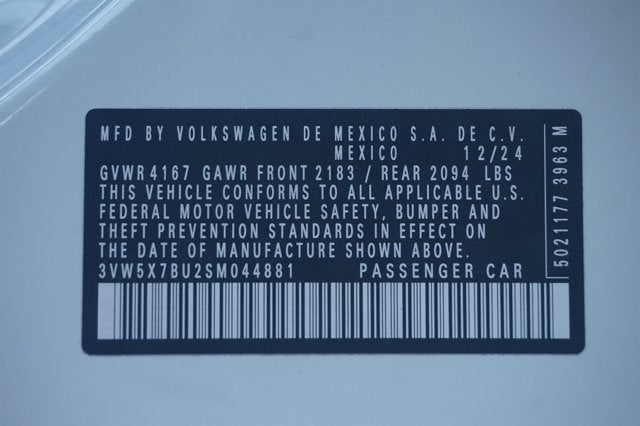 MFD BY VOLKSWAGEN DE MEXICO S.A. DE C.V.
MEXICO 12/24
GVWR 4167 GAWR FRONT 2183 / REAR 2094 LBS
THIS VEHICLE CONFORMS TO ALL APPLICABLE U.S.
FEDERAL MOTOR VEHICLE SAFETY, BUMPER AND
THEFT PREVENTION STANDARDS IN EFFECT ON
THE DATE OF MANUFACTURE SHOWN ABOVE.
3VW5X7BU2SM044881 PASSENGER CAR
5021177 3963 M